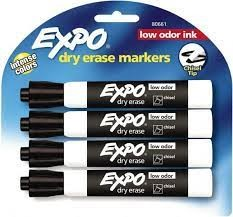 80661
EXPO
low odor ink
dry erase markers
intense
colors
Chisel
Tip
EXPO
low odor
dry erase
chisel
EXPO
low odor
dry erase
chisel
EXPO
low odor
dry erase
chisel
EXPO
low odor
dry erase
chisel